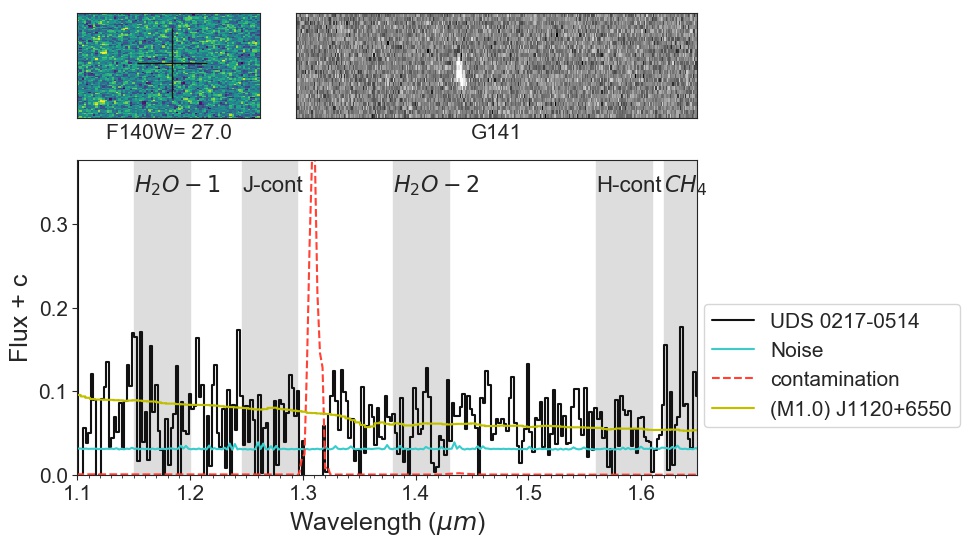 F140W= 27.0
G141
H₂O − 1
J-cont
H₂O − 2
H-cont
CH₄
Flux + c
0.3
0.2
0.1
0.0
1.1
1.2
1.3
1.4
1.5
1.6
Wavelength (μm)
UDS 0217-0514
Noise
contamination
(M1.0) J1120+6550